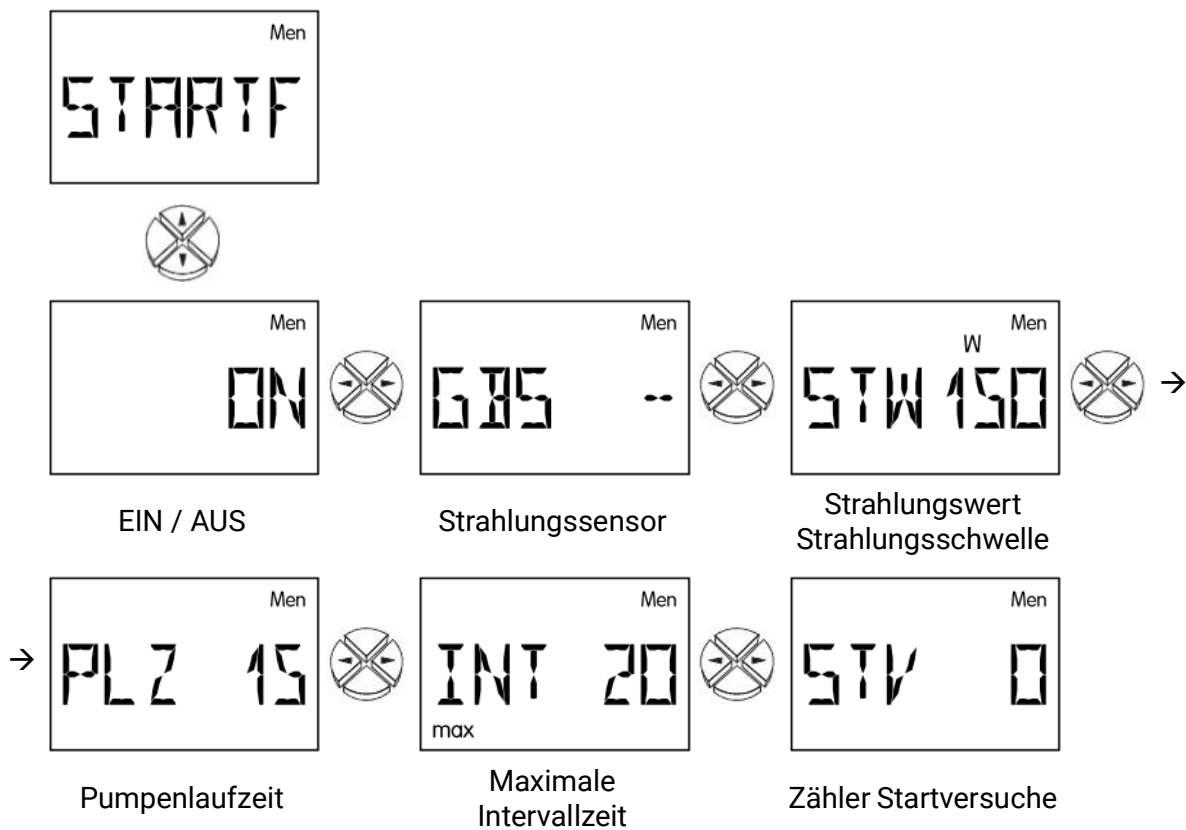 Men
STARTF
Men
ON
Men
GBS --
Men
W
STW 150
→
EIN / AUS
Strahlungssensor
Strahlungswert
Strahlungsschwelle
→
Men
PLZ 15
Men
INT 20
max
Men
STV 0
Pumpenlaufzeit
Maximale
Intervallzeit
Zähler Startversuche